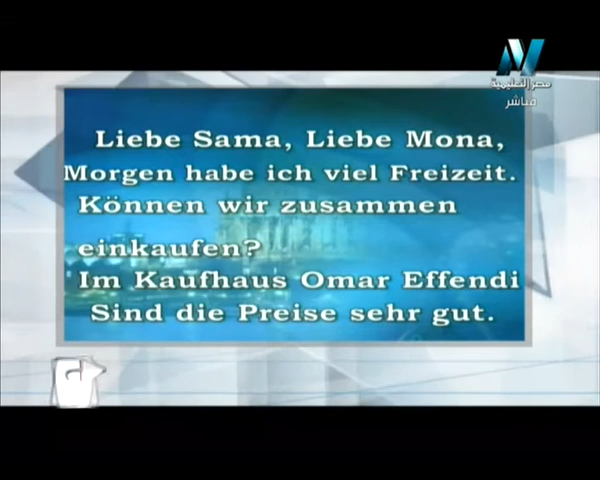 مصر التعليمية
مباشر
Liebe Sama, Liebe Mona,
Morgen habe ich viel Freizeit.
Können wir zusammen
einkaufen?
Im Kaufhaus Omar Effendi
Sind die Preise sehr gut.